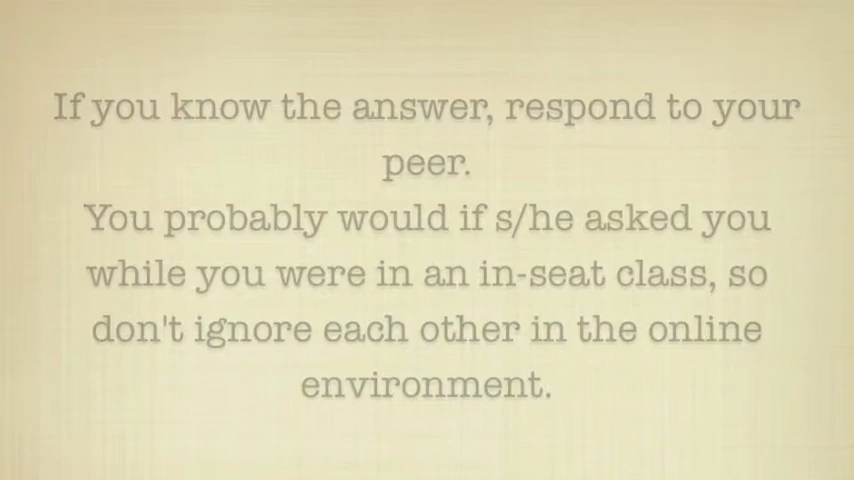 If you know the answer, respond to your
peer.
You probably would if s/he asked you
while you were in an in-seat class, so
don't ignore each other in the online
environment.